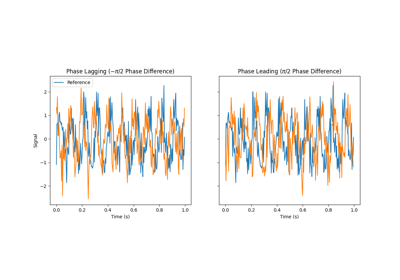 Phase Lagging (−π/2 Phase Difference)
Reference
2
1
0
−1
−2
Signal
0.0 0.2 0.4 0.6 0.8 1.0
Time (s)
Phase Leading (π/2 Phase Difference)
0.0 0.2 0.4 0.6 0.8 1.0
Time (s)